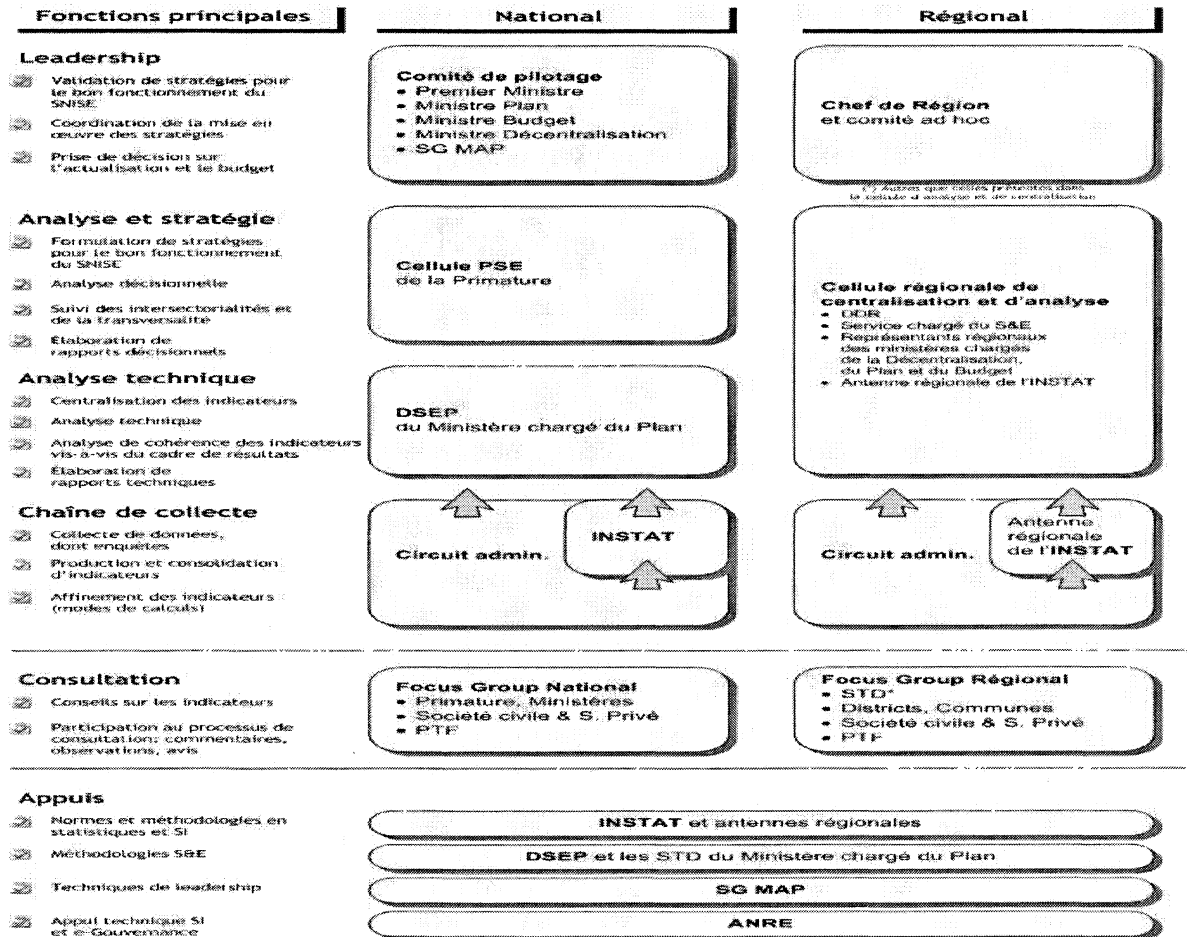 Fonctions principales
National
Régional
Leadership
Validation de stratégies pour
le bon fonctionnement du
SNISE
Coordination de la mise en
œuvre des stratégies
Prise de décision sur
l'actualisation et le budget
Comité de pilotage
• Premier Ministre
• Ministre Plan
• Ministre Budget
• Ministre Décentralisation
• SG MAP
Chef de Région
et comité ad hoc
(*) Autres que celles présentes dans
la cellule d'analyse et de centralisation
Analyse et stratégie
Formulation de stratégies
pour le bon fonctionnement
du SNISE
Analyse décisionnelle
Suivi des intersectorialités et
de la transversalité
Élaboration de
rapports décisionnels
Cellule PSE
de la Primature
Cellule régionale de
centralisation et d'analyse
• DDR
• Service chargé du S&E
• Représentants régionaux
des ministères chargés
de la Décentralisation,
du Plan et du Budget
• Antenne régionale de l'INSTAT
Analyse technique
Centralisation des indicateurs
Analyse technique
Analyse de cohérence des indicateurs
vis-à-vis du cadre de résultats
Élaboration de
rapports techniques
DSEP
du Ministère chargé du Plan
Chaîne de collecte
Collecte de données,
dont enquêtes
Production et consolidation
d'indicateurs
Affinement des indicateurs
(modes de calculs)
Circuit admin.
INSTAT
Circuit admin.
Antenne
régionale
de l'INSTAT
Consultation
Conseils sur les indicateurs
Participation au processus de
consultation: commentaires,
observations, avis
Focus Group National
• Primature, Ministères
• Société civile & S. Privé
• PTF
Focus Group Régional
• STD*
• Districts, Communes
• Société civile & S. Privé
• PTF
Appuis
Normes et méthodologies en
statistiques et SI
INSTAT et antennes régionales
Méthodologies S&E
DSEP et les STD du Ministère chargé du Plan
Techniques de leadership
SG MAP
Appui technique SI
et e-Gouvernance
ANRE